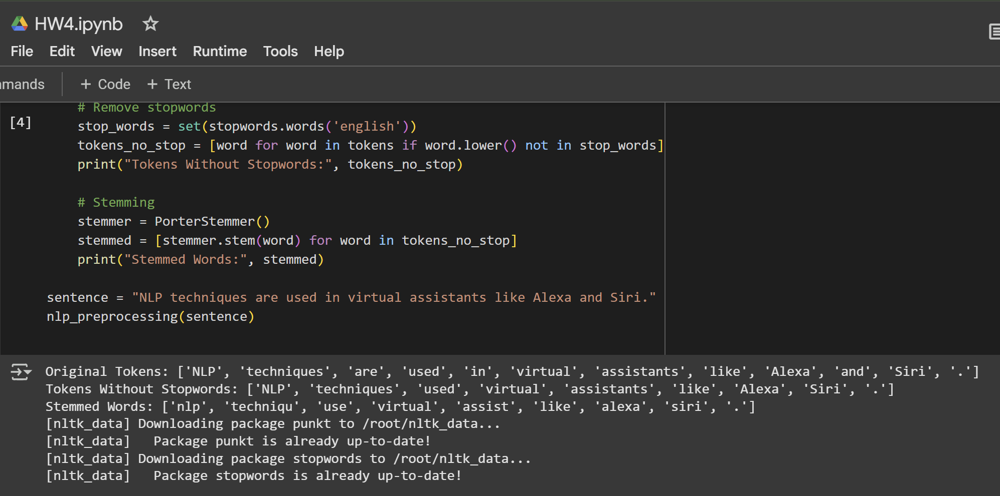 HW4.ipynb
File Edit View Insert Runtime Tools Help
mmands + Code + Text
[4]
# Remove stopwords
stop_words = set(stopwords.words('english'))
tokens_no_stop = [word for word in tokens if word.lower() not in stop_words]
print("Tokens Without Stopwords:", tokens_no_stop)
# Stemming
stemmer = PorterStemmer()
stemmed = [stemmer.stem(word) for word in tokens_no_stop]
print("Stemmed Words:", stemmed)
sentence = "NLP techniques are used in virtual assistants like Alexa and Siri."
nlp_preprocessing(sentence)
Original Tokens: ['NLP', 'techniques', 'are', 'used', 'in', 'virtual', 'assistants', 'like', 'Alexa', 'and', 'Siri', '.']
Tokens Without Stopwords: ['NLP', 'techniques', 'used', 'virtual', 'assistants', 'like', 'Alexa', 'Siri', '.']
Stemmed Words: ['nlp', 'techniqu', 'use', 'virtual', 'assist', 'like', 'alexa', 'siri', '.']
[nltk_data] Downloading package punkt to /root/nltk_data...
[nltk_data]   Package punkt is already up-to-date!
[nltk_data] Downloading package stopwords to /root/nltk_data...
[nltk_data]   Package stopwords is already up-to-date!